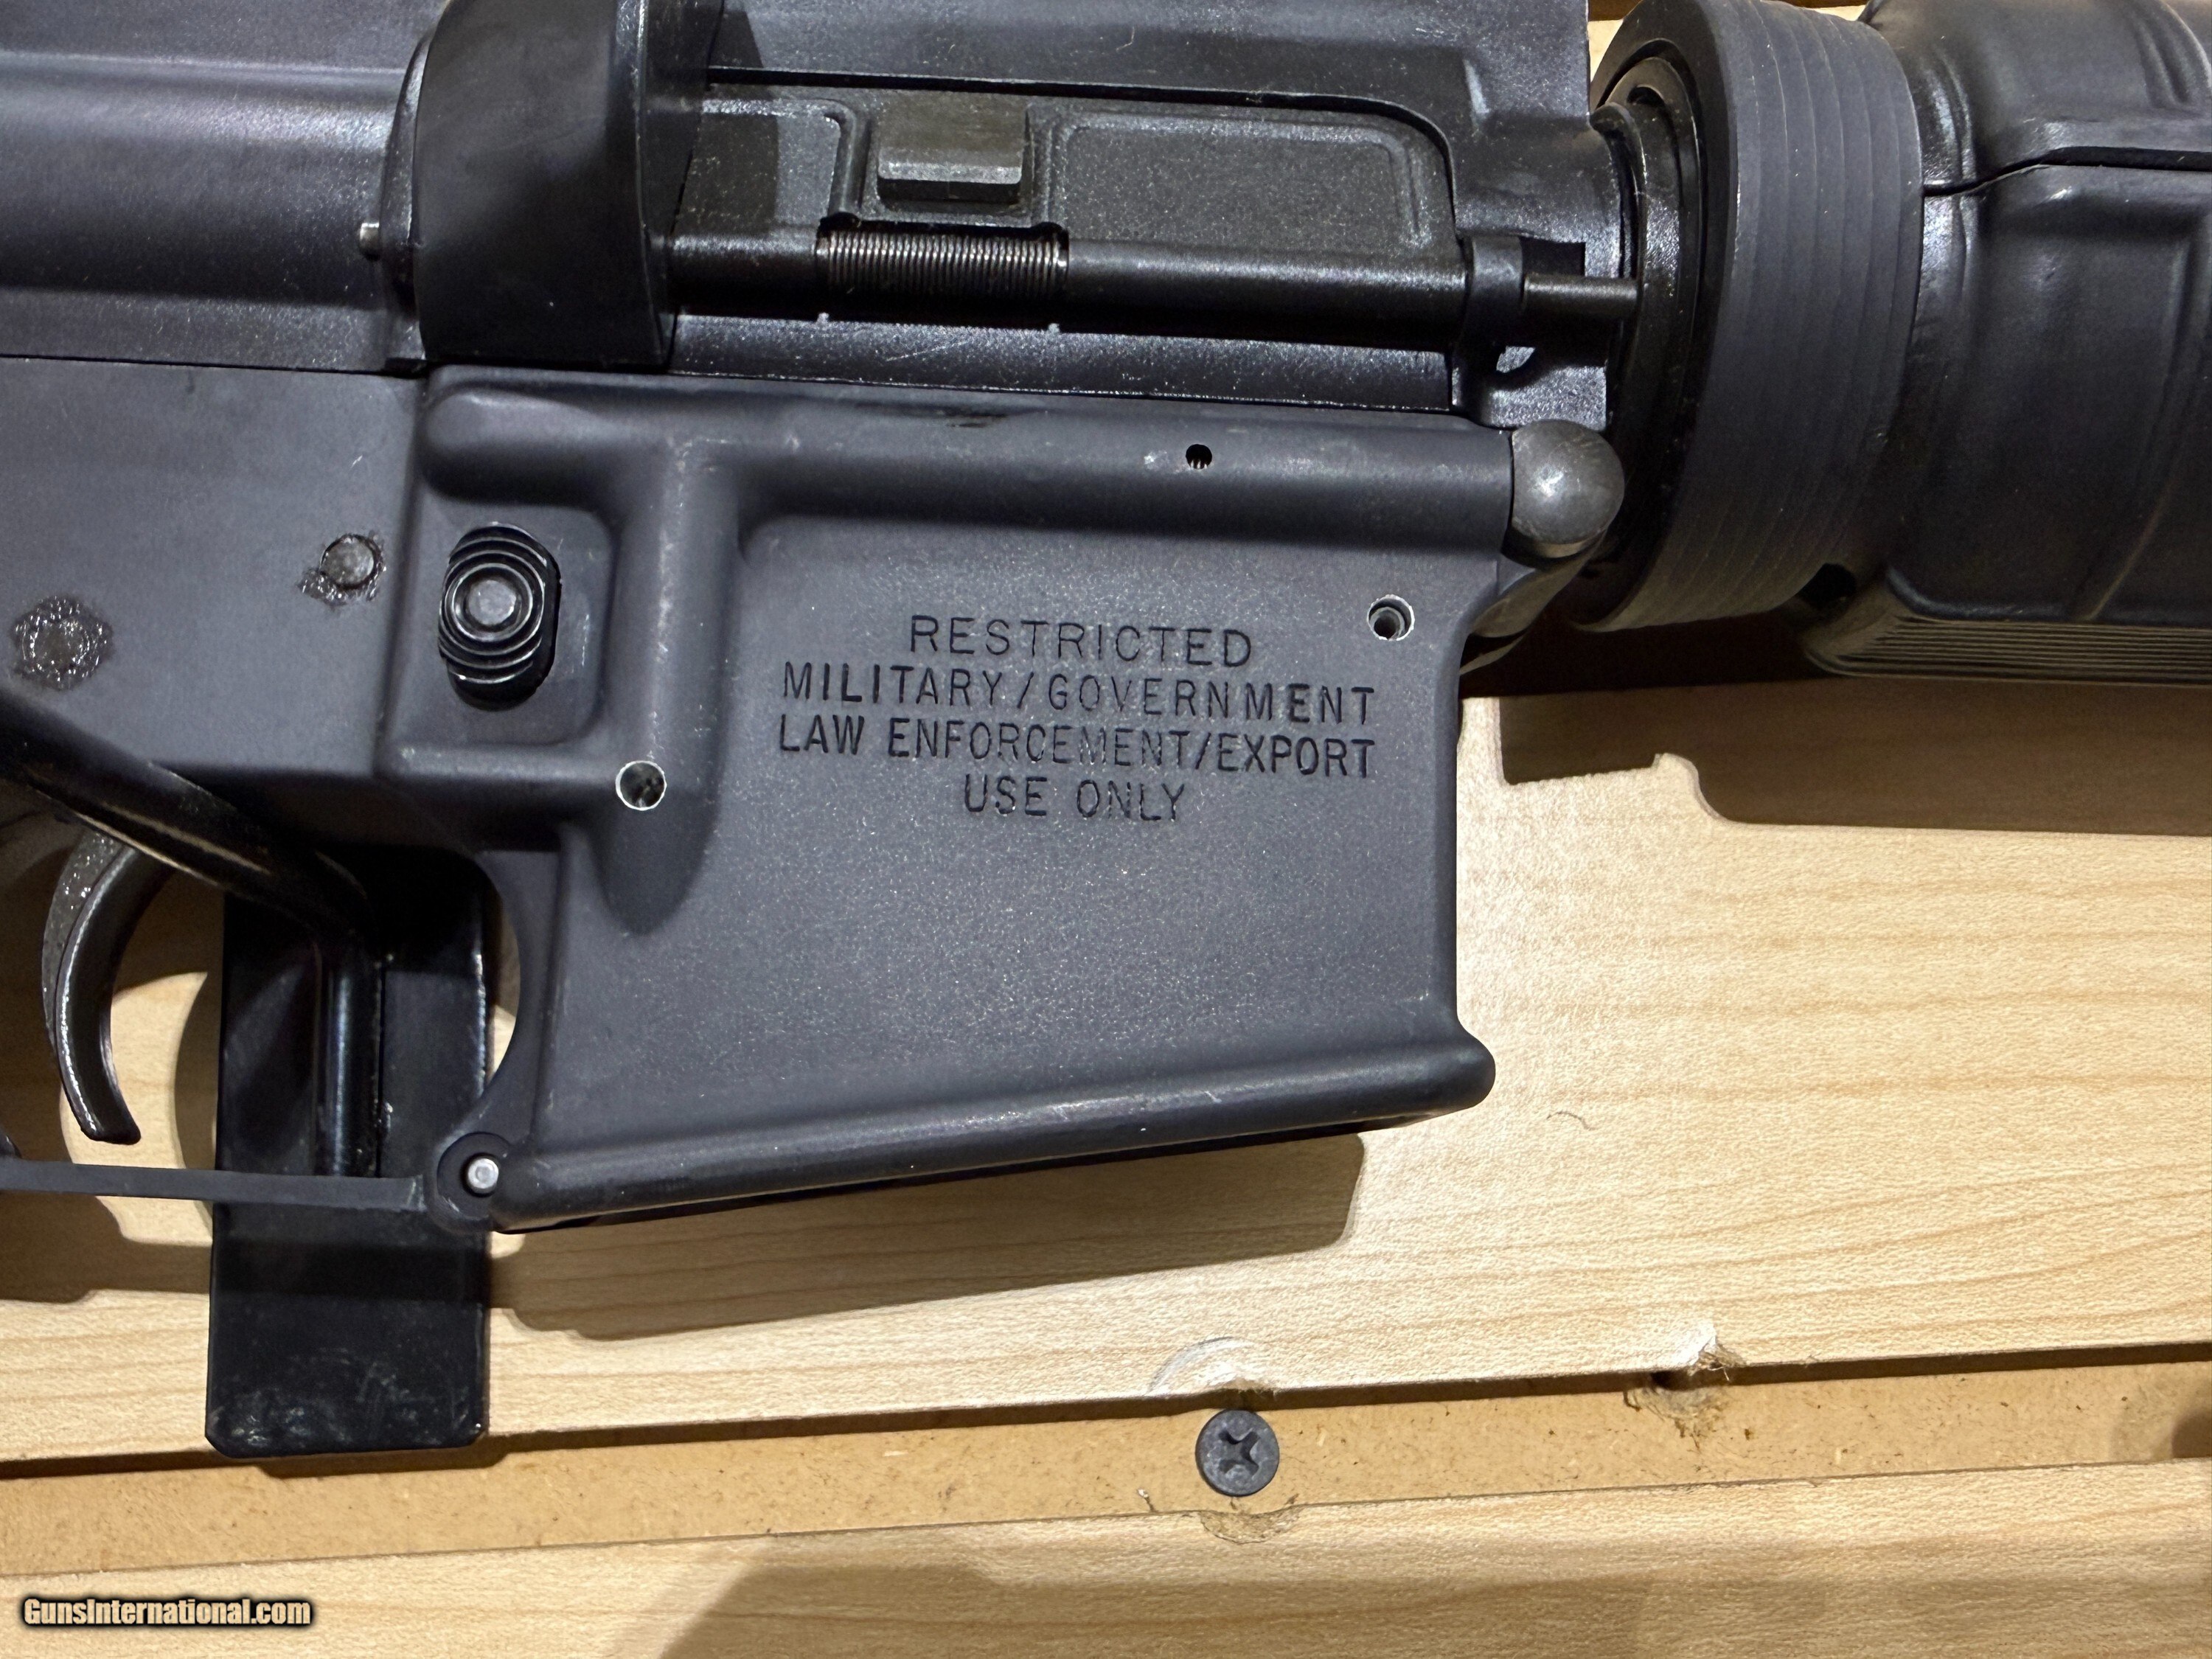 RESTRICTED
MILITARY/GOVERNMENT
LAW ENFORCEMENT/EXPORT
USE ONLY
GunsInternational.com